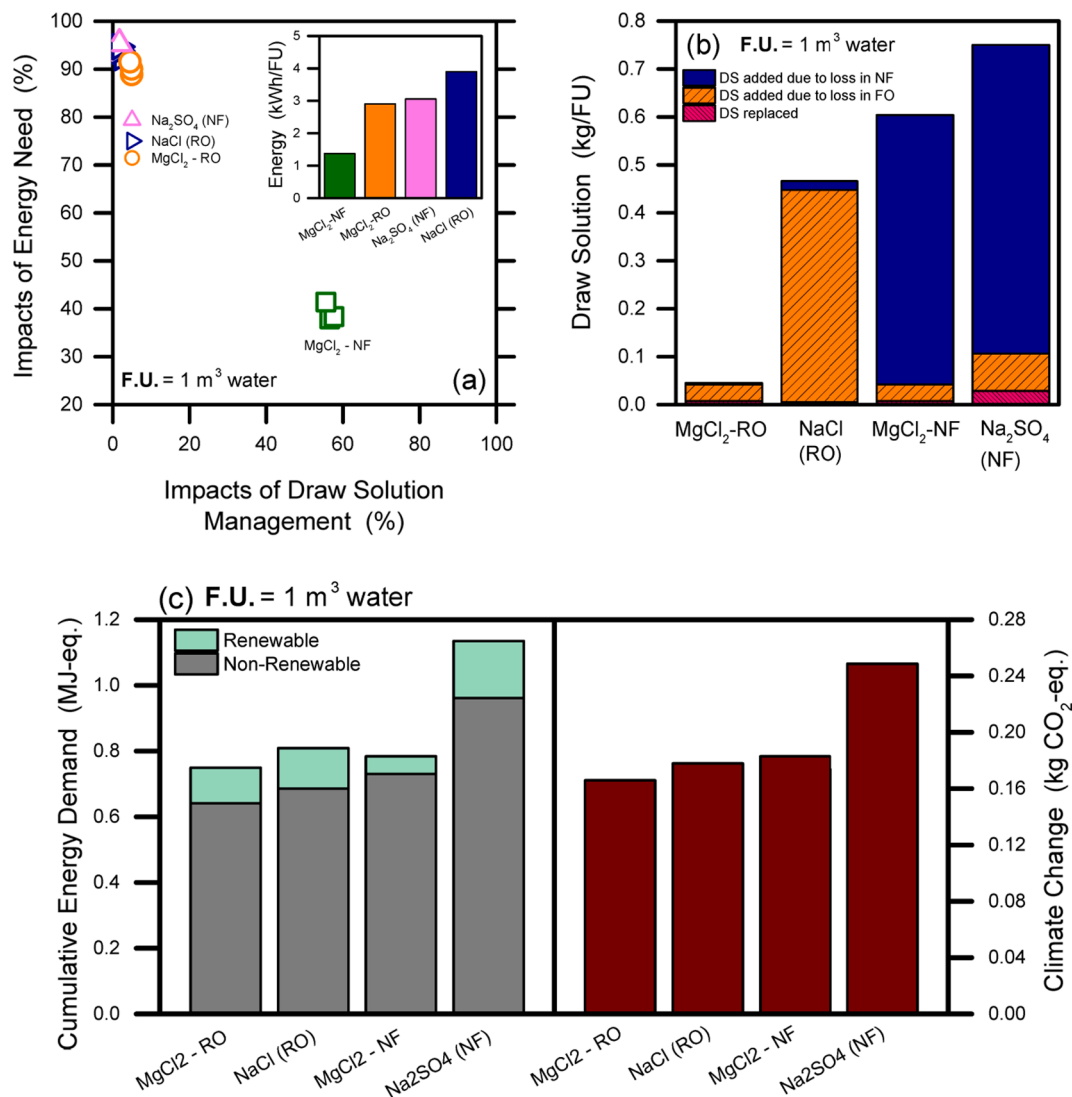 (a)
F.U. = 1 m³ water
Impacts of Energy Need (%)
100
90
80
70
60
50
40
30
20
0
20
40
60
80
100
Impacts of Draw Solution
Management (%)
Na₂SO₄ (NF)
NaCl (RO)
MgCl₂ - RO
MgCl₂ - NF
Energy (kWh/FU)
5
4
3
2
1
0
MgCl₂-NF
MgCl₂-RO
Na₂SO₄ (NF)
NaCl (RO)
(b)
F.U. = 1 m³ water
DS added due to loss in NF
DS added due to loss in FO
DS replaced
Draw Solution (kg/FU)
0.8
0.7
0.6
0.5
0.4
0.3
0.2
0.1
0.0
MgCl₂-RO
NaCl
(RO)
MgCl₂-NF
Na₂SO₄
(NF)
(c) F.U. = 1 m³ water
Renewable
Non-Renewable
Cumulative Energy Demand (MJ-eq.)
1.2
1.0
0.8
0.6
0.4
0.2
0.0
MgCl2 - RO
NaCl (RO)
MgCl2 - NF
Na2SO4 (NF)
MgCl2 - RO
NaCl (RO)
MgCl2 - NF
Na2SO4 (NF)
0.28
0.24
0.20
0.16
0.12
0.08
0.04
0.00
Climate Change (kg CO₂-eq.)